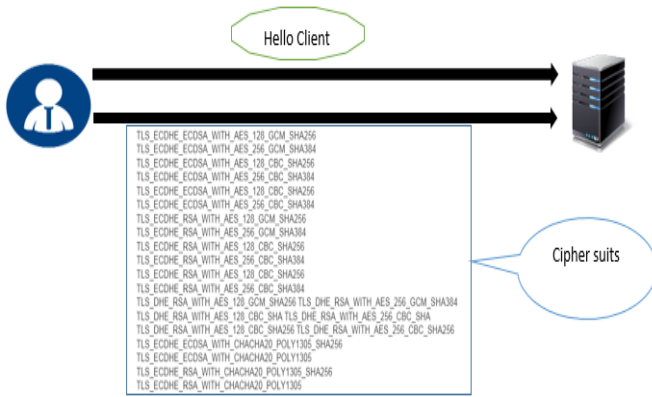 Hello Client
TLS_ECDHE_ECDSA_WITH_AES_128_GCM_SHA256
TLS_ECDHE_ECDSA_WITH_AES_256_GCM_SHA384
TLS_ECDHE_ECDSA_WITH_AES_128_CBC_SHA256
TLS_ECDHE_ECDSA_WITH_AES_256_CBC_SHA384
TLS_ECDHE_ECDSA_WITH_AES_128_CBC_SHA256
TLS_ECDHE_ECDSA_WITH_AES_256_CBC_SHA384
TLS_ECDHE_RSA_WITH_AES_128_GCM_SHA256
TLS_ECDHE_RSA_WITH_AES_256_GCM_SHA384
TLS_ECDHE_RSA_WITH_AES_128_CBC_SHA256
TLS_ECDHE_RSA_WITH_AES_256_CBC_SHA384
TLS_ECDHE_RSA_WITH_AES_128_CBC_SHA256
TLS_ECDHE_RSA_WITH_AES_256_CBC_SHA384
TLS_DHE_RSA_WITH_AES_128_GCM_SHA256 TLS_DHE_RSA_WITH_AES_256_GCM_SHA384
TLS_DHE_RSA_WITH_AES_128_CBC_SHA TLS_DHE_RSA_WITH_AES_256_CBC_SHA
TLS_DHE_RSA_WITH_AES_128_CBC_SHA256 TLS_DHE_RSA_WITH_AES_256_CBC_SHA256
TLS_ECDHE_ECDSA_WITH_CHACHA20_POLY1305_SHA256
TLS_ECDHE_ECDSA_WITH_CHACHA20_POLY1305
TLS_ECDHE_RSA_WITH_CHACHA20_POLY1305_SHA256
TLS_ECDHE_RSA_WITH_CHACHA20_POLY1305
Cipher suits